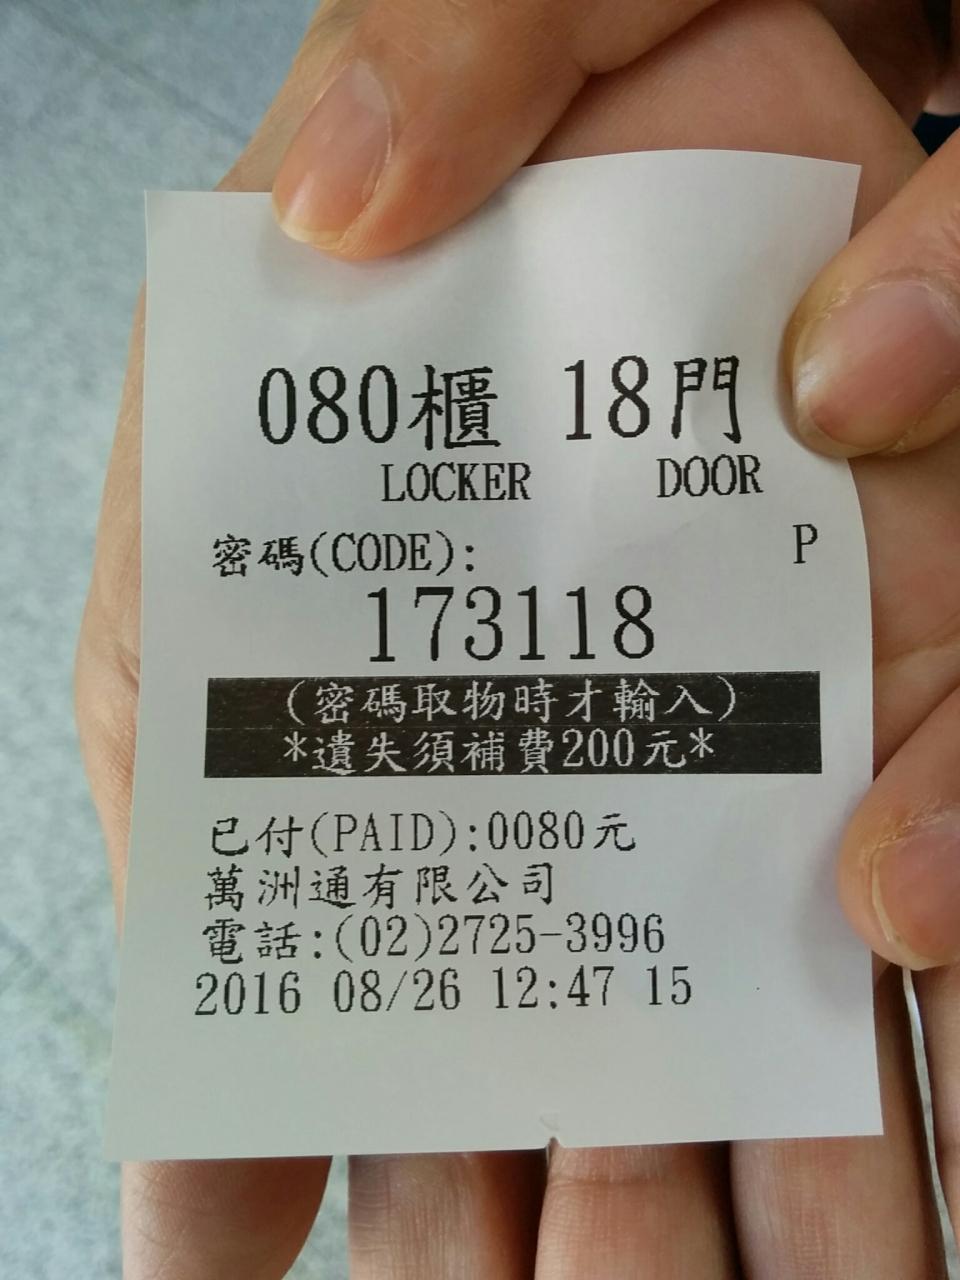 080櫃 18門
LOCKER DOOR
密碼(CODE): P
173118
(密碼取物時才輸入)
*遺失須補費200元*
已付(PAID):0080元
萬洲通有限公司
電話:(02)2725-3996
2016 08/26 12:47 15